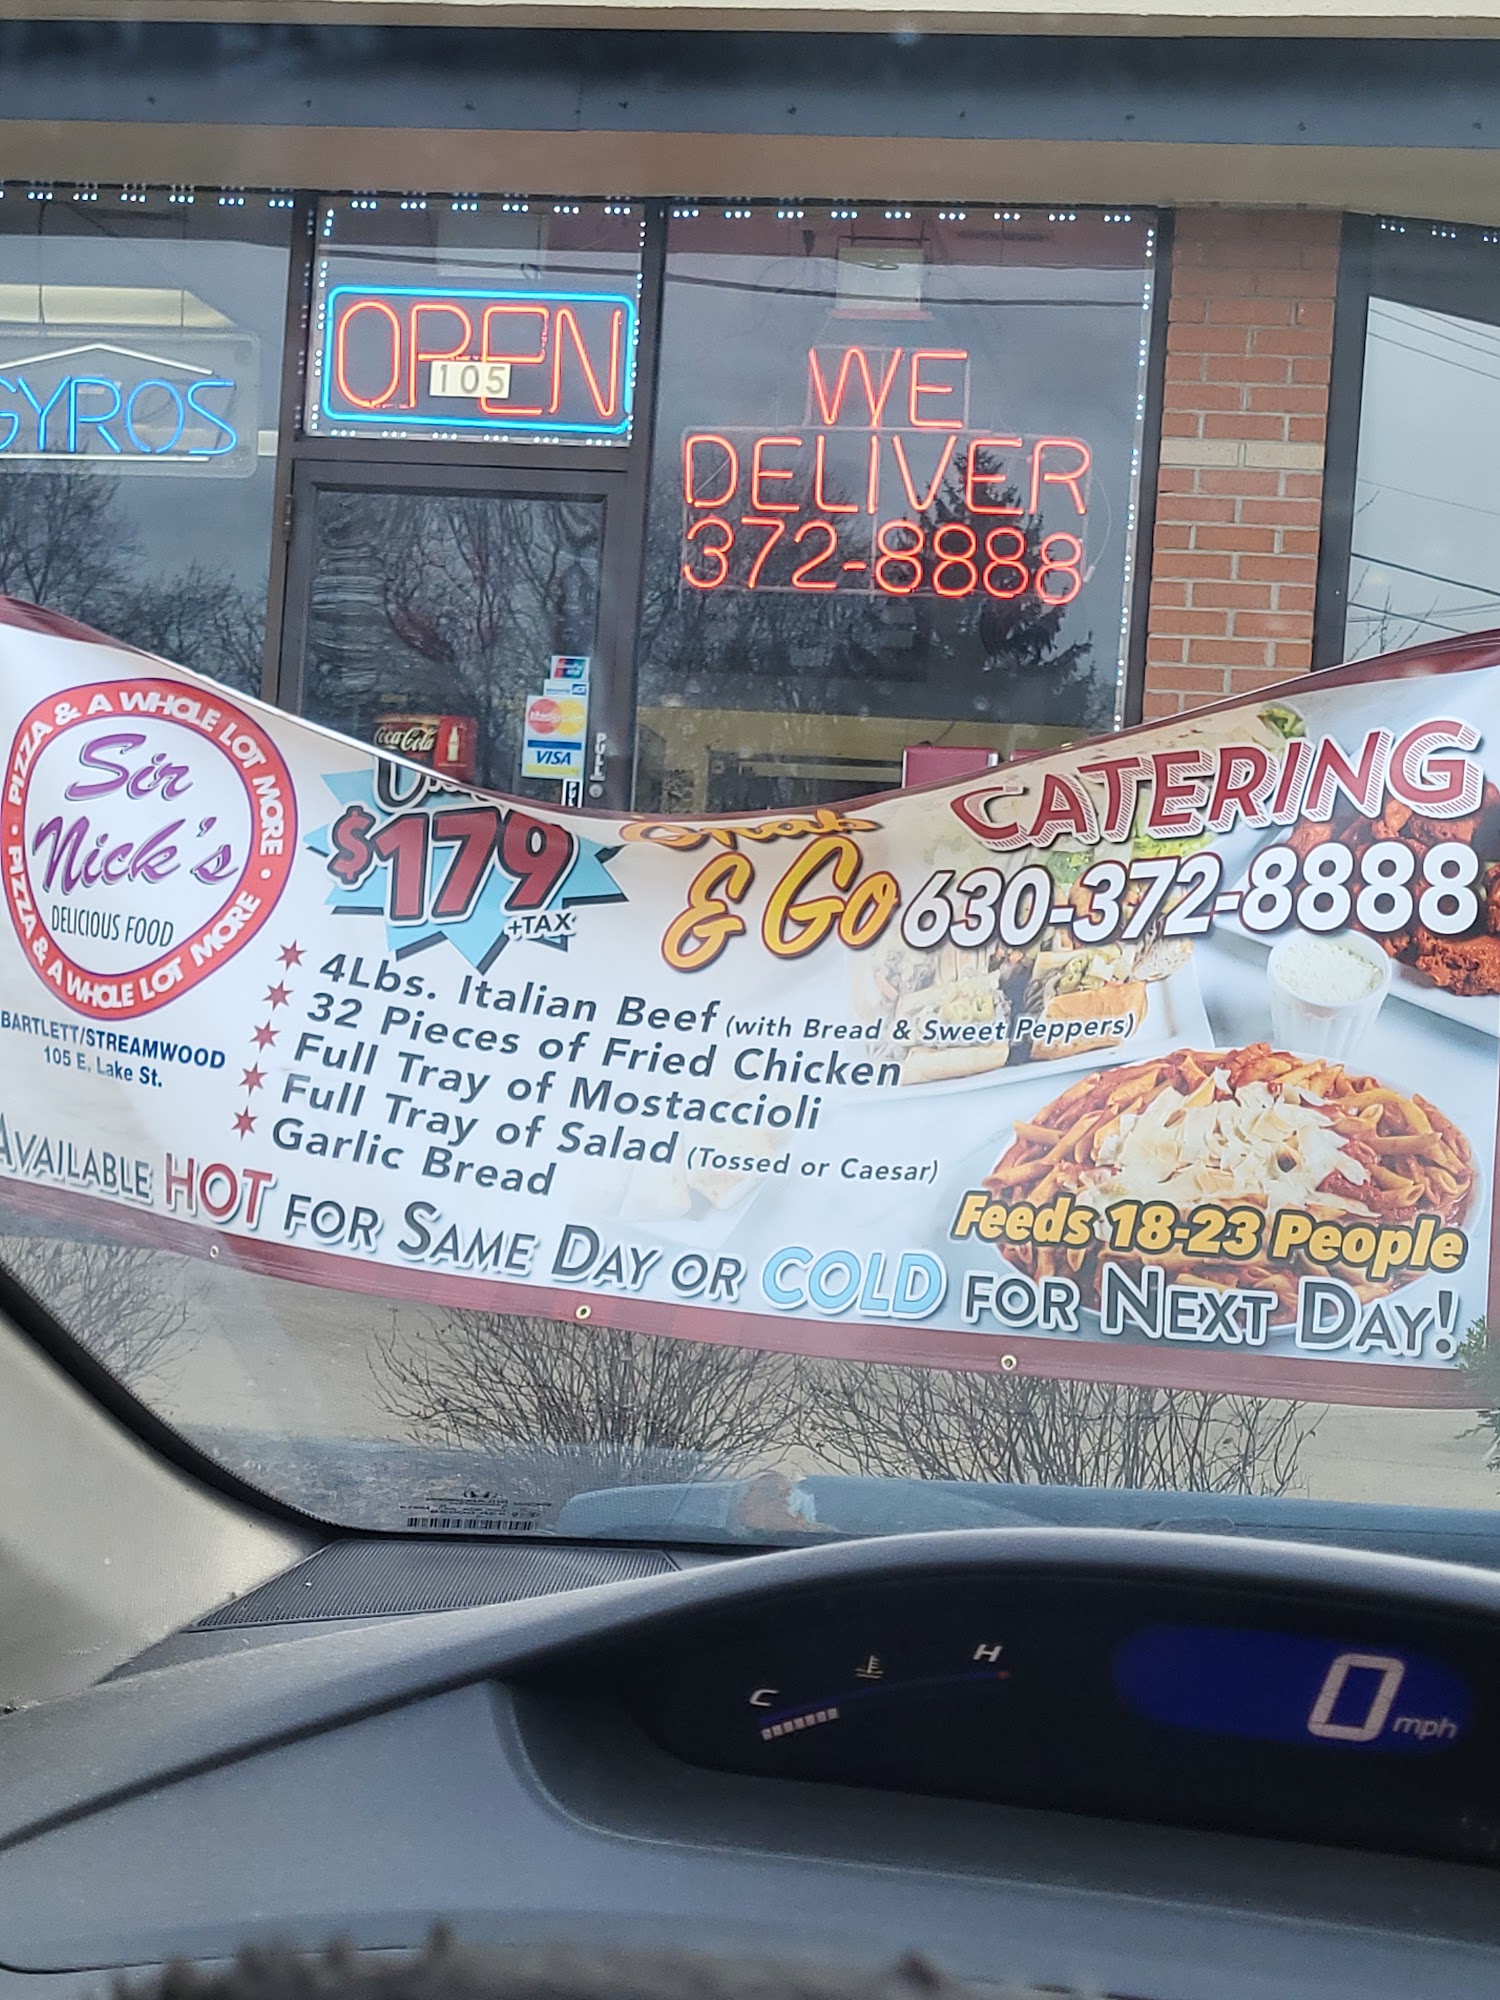 GYROS
OPEN
105
WE
DELIVER
372-8888
Coca-Cola
VISA
PULL
PIZZA & A WHOLE LOT MORE • PIZZA & A WHOLE LOT MORE •
Sir
Nick's
DELICIOUS FOOD
BARTLETT/STREAMWOOD
105 E. Lake St.
$179
+TAX
Grab
& Go
CATERING
630-372-8888
4Lbs. Italian Beef (with Bread & Sweet Peppers)
32 Pieces of Fried Chicken
Full Tray of Mostaccioli
Full Tray of Salad (Tossed or Caesar)
Garlic Bread
Feeds 18-23 People
AVAILABLE HOT FOR SAME DAY OR COLD FOR NEXT DAY!
C H
0 mph